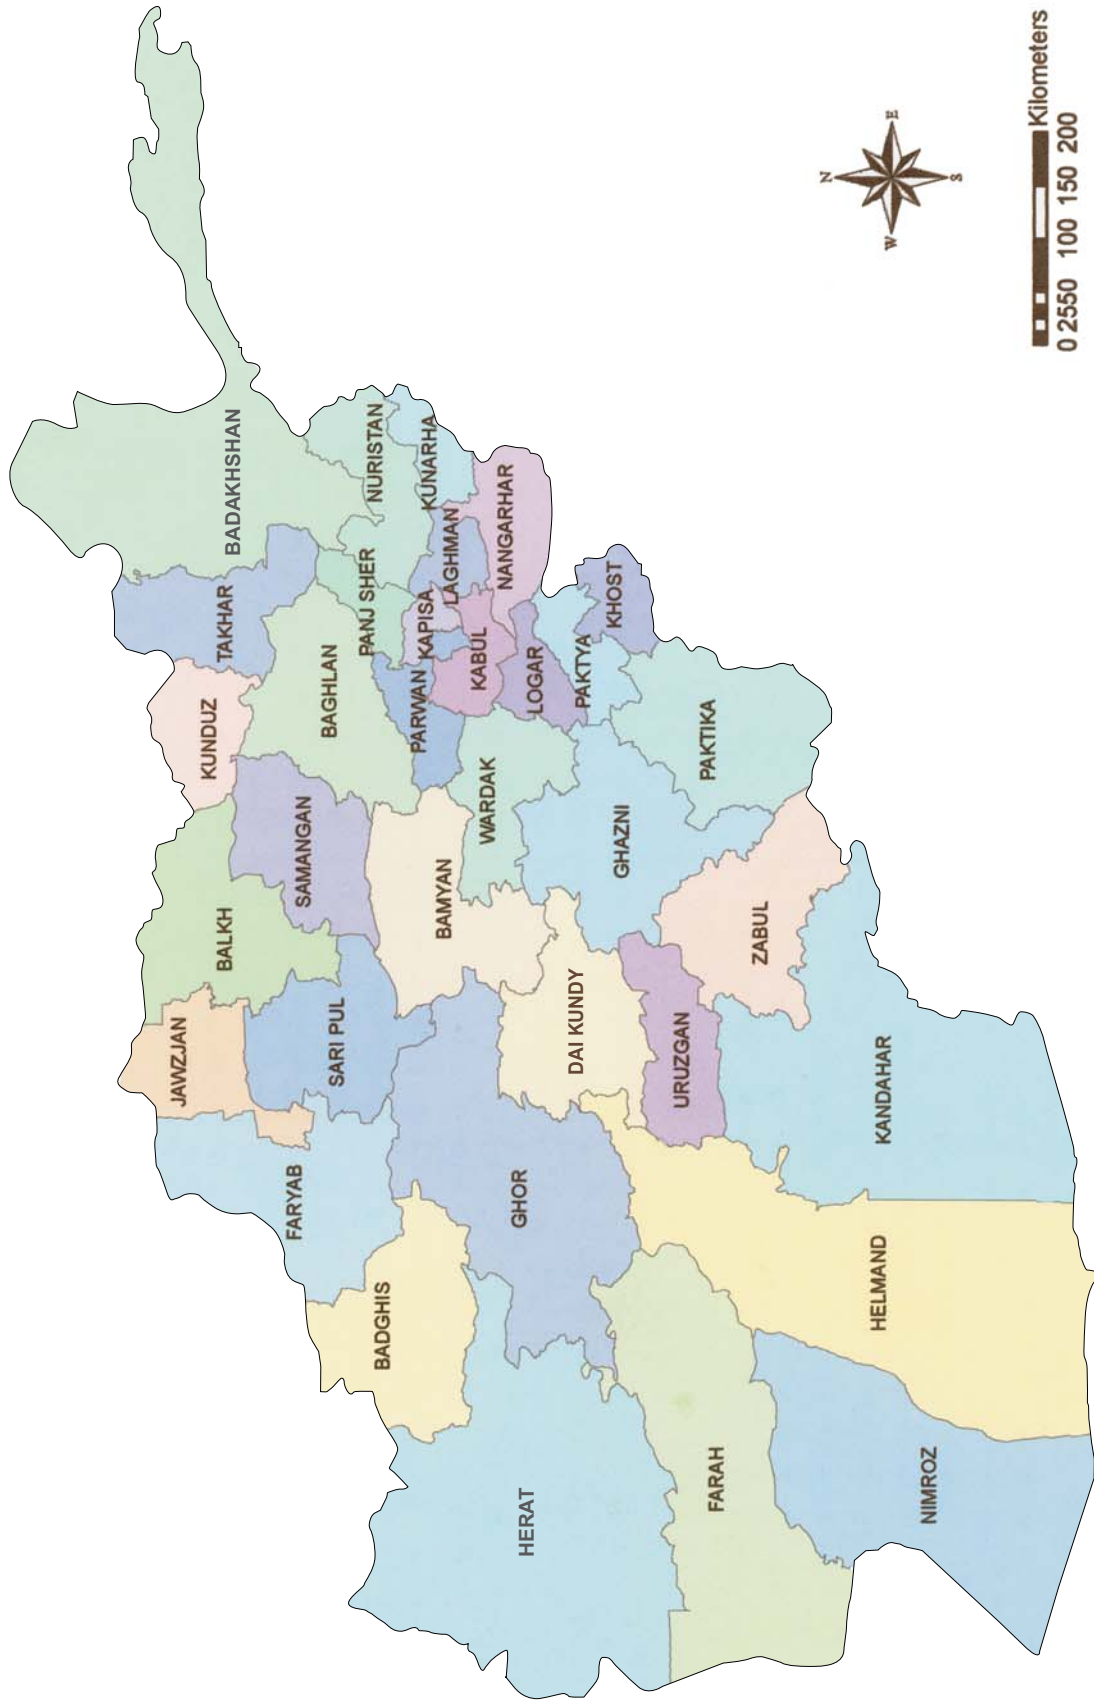 BADAKHSHAN
TAKHAR
KUNDUZ
BALKH
JAWZJAN
FARYAB
SAMANGAN
BAGHLAN
SARI PUL
BADGHIS
NURISTAN
KUNARHA
PANJ SHER
LAGHMAN
KAPISA
NANGARHAR
PARWAN
KABUL
BAMYAN
WARDAK
LOGAR
PAKTYA
KHOST
GHOR
DAI KUNDY
GHAZNI
PAKTIKA
HERAT
URUZGAN
ZABUL
FARAH
HELMAND
KANDAHAR
NIMROZ
N
W
E
S
Kilometers
0 2550 100 150 200